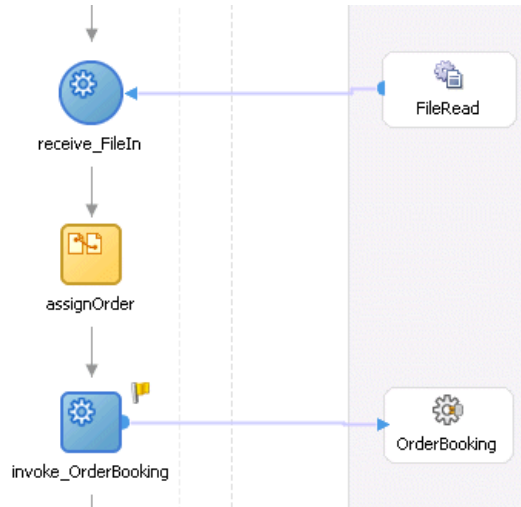 FileRead
receive_FileIn
assignOrder
OrderBooking
invoke_OrderBooking